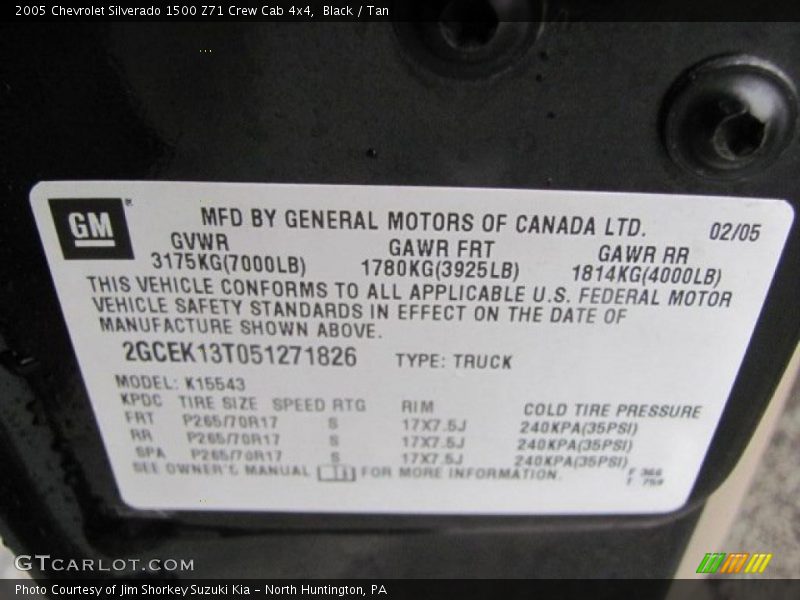 2005 Chevrolet Silverado 1500 Z71 Crew Cab 4x4, Black / Tan
GM
MFD BY GENERAL MOTORS OF CANADA LTD. 02/05
GVWR GAWR FRT GAWR RR
3175KG(7000LB) 1780KG(3925LB) 1814KG(4000LB)
THIS VEHICLE CONFORMS TO ALL APPLICABLE U.S. FEDERAL MOTOR
VEHICLE SAFETY STANDARDS IN EFFECT ON THE DATE OF
MANUFACTURE SHOWN ABOVE.
2GCEK13T051271826 TYPE: TRUCK
MODEL: K15543
KPDC TIRE SIZE SPEED RTG RIM COLD TIRE PRESSURE
FRT P265/70R17 S 17X7.5J 240KPA(35PSI)
RR P265/70R17 S 17X7.5J 240KPA(35PSI)
SPA P265/70R17 S 17X7.5J 240KPA(35PSI)
SEE OWNER'S MANUAL FOR MORE INFORMATION.
GTCARLOT.COM
Photo Courtesy of Jim Shorkey Suzuki Kia – North Huntington, PA